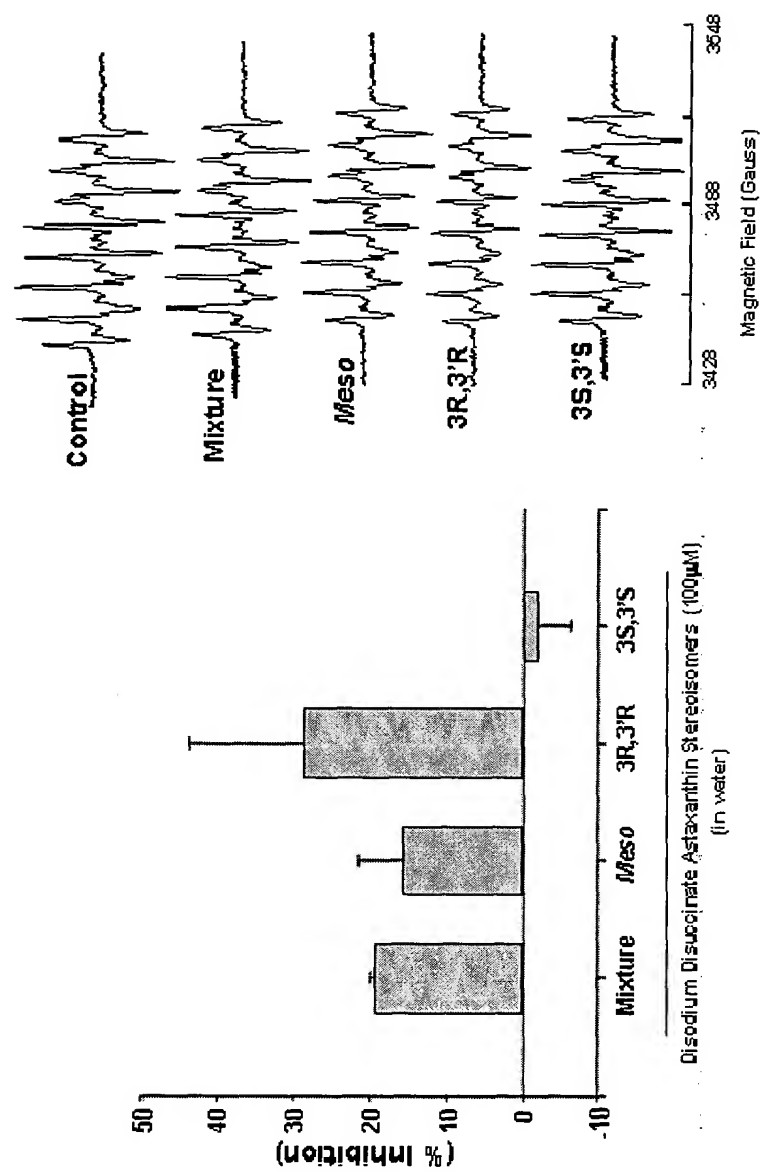 (% Inhibition)
50
40
30
20
10
0
-10
Mixture
Meso
3R,3'R
3S,3'S
Disodium Disuccinate Astaxanthin Stereoisomers (100µM)
(in water)
Control
Mixture
Meso
3R,3'R
3S,3'S
3428
3488
3548
Magnetic Field (Gauss)